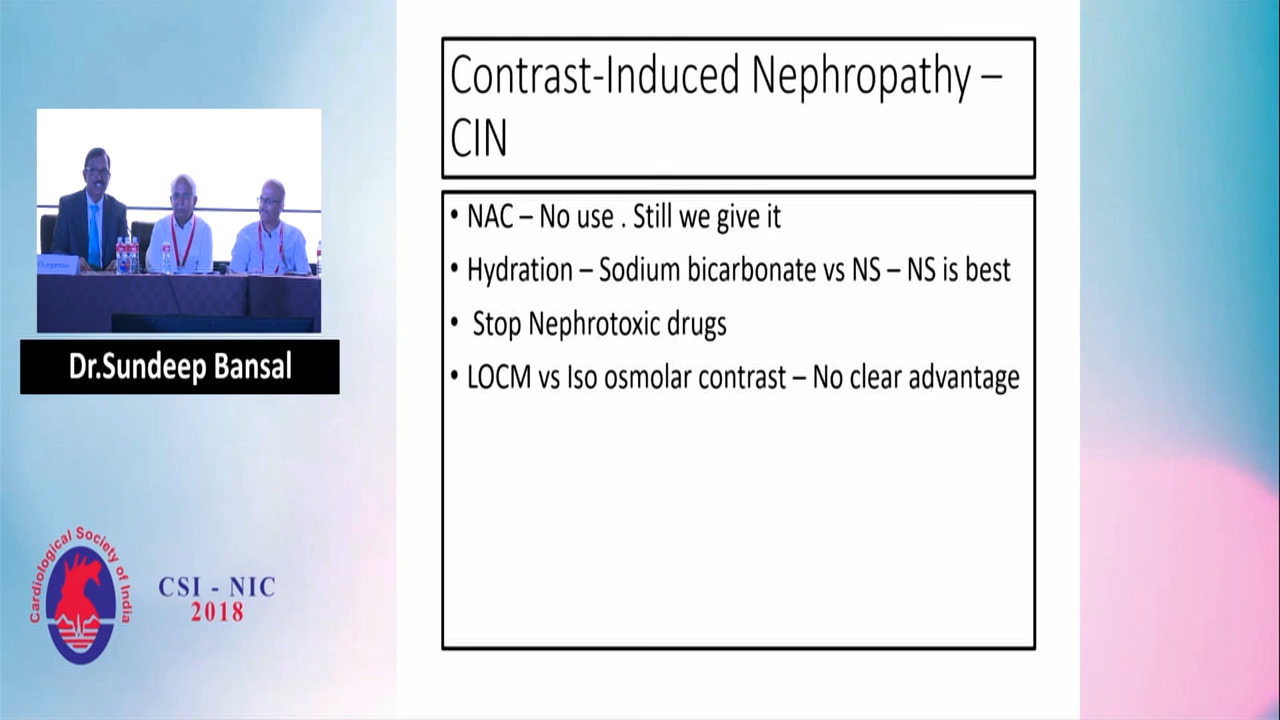 Contrast-Induced Nephropathy –
CIN
• NAC – No use . Still we give it
• Hydration – Sodium bicarbonate vs NS – NS is best
• Stop Nephrotoxic drugs
• LOCM vs Iso osmolar contrast – No clear advantage
Dr.Sundeep Bansal
Cardiological Society of India
CSI - NIC
2018